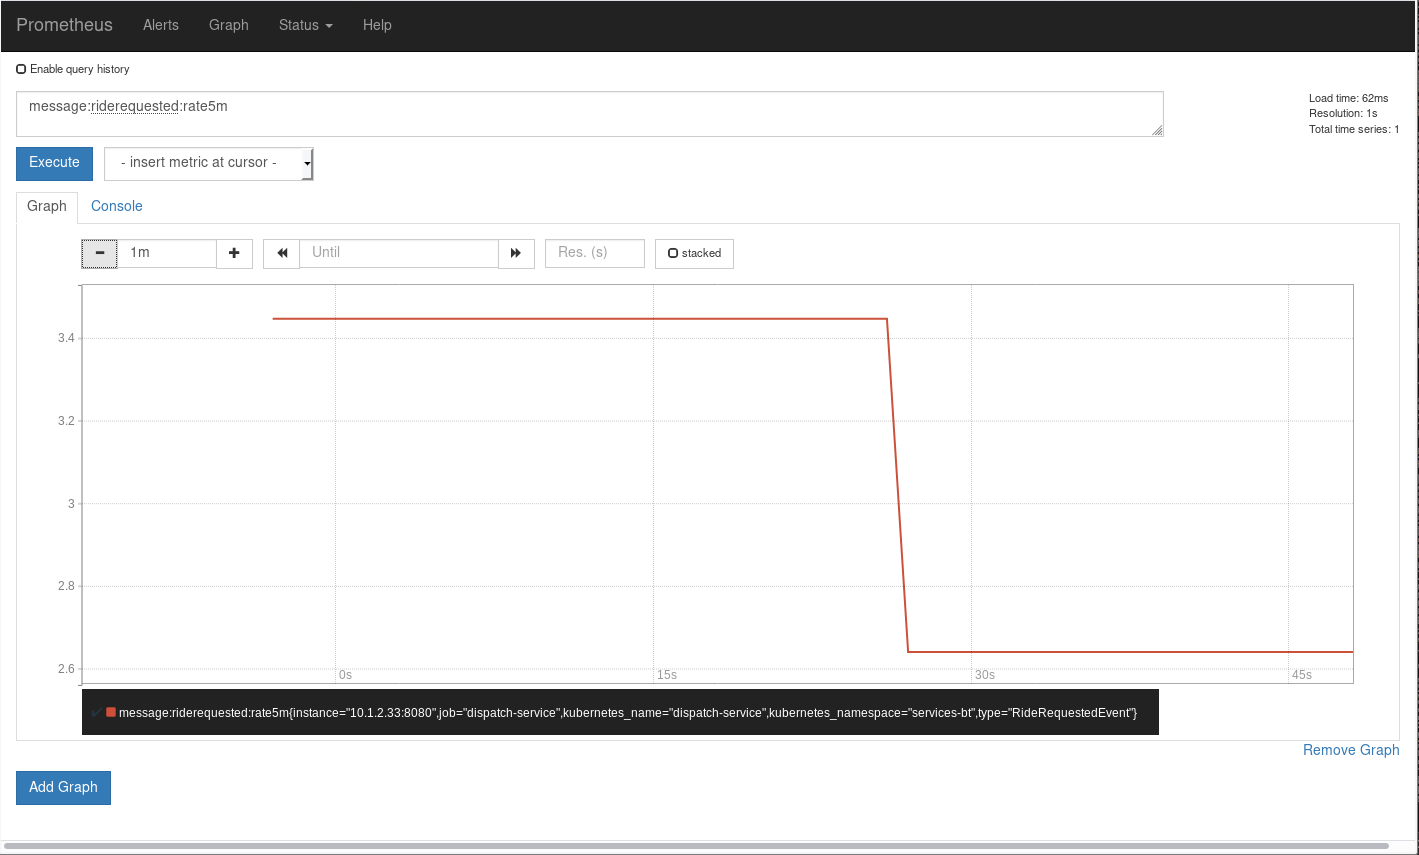 Prometheus Alerts Graph Status Help
Enable query history
message:riderequested:rate5m
Load time: 62ms
Resolution: 1s
Total time series: 1
Execute - insert metric at cursor -
Graph Console
1m Until Res. (s) stacked
3.4
3.2
3
2.8
2.6
0s 15s 30s 45s
message:riderequested:rate5m{instance="10.1.2.33:8080",job="dispatch-service",kubernetes_name="dispatch-service",kubernetes_namespace="services-bt",type="RideRequestedEvent"}
Remove Graph
Add Graph